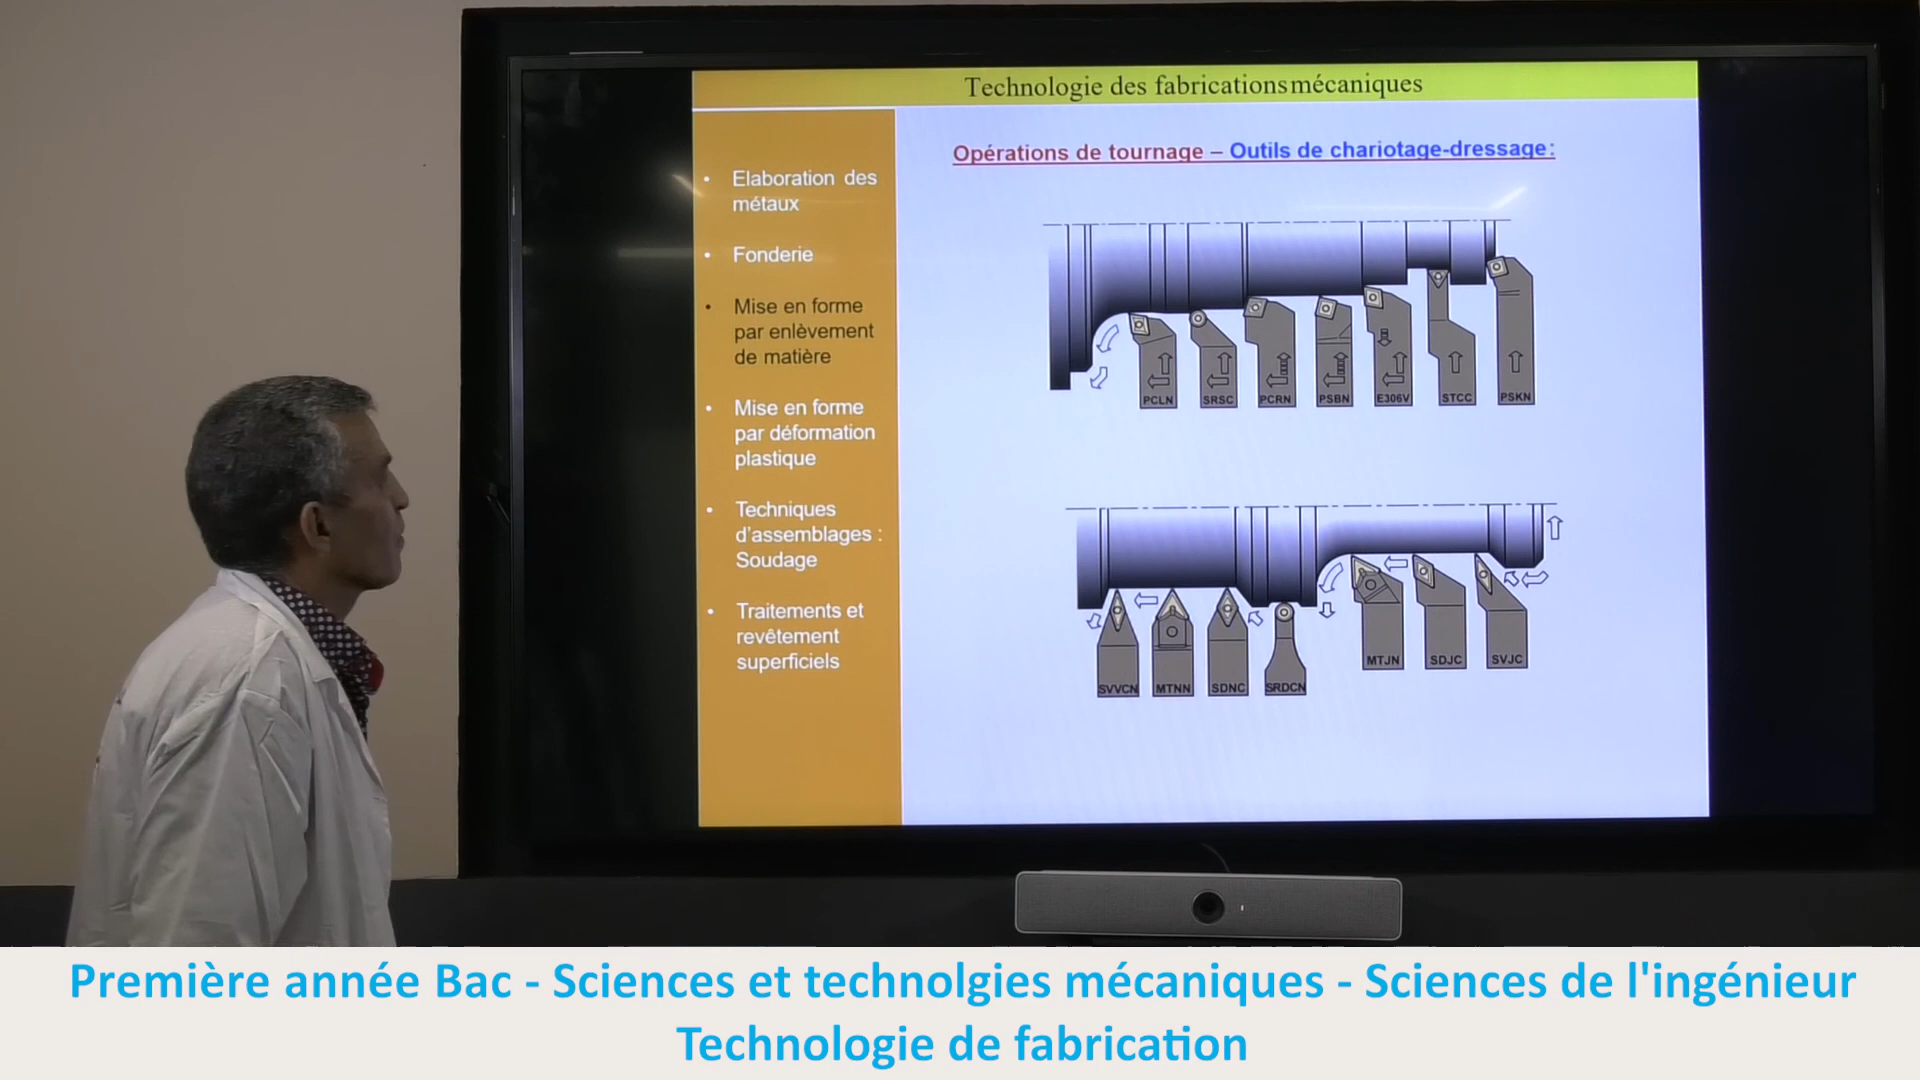 Technologie des fabrications mécaniques
Opérations de tournage – Outils de chariotage-dressage :
• Elaboration des
métaux
• Fonderie
• Mise en forme
par enlèvement
de matière
• Mise en forme
par déformation
plastique
• Techniques
d'assemblages :
Soudage
• Traitements et
revêtement
superficiels
PCLN SRSC PCRN PSBN E306V STCC PSKN
MTJN SDJC SVJC
SVVCN MTNN SDNC SRDCN
Première année Bac - Sciences et technolgies mécaniques - Sciences de l'ingénieur
Technologie de fabrication